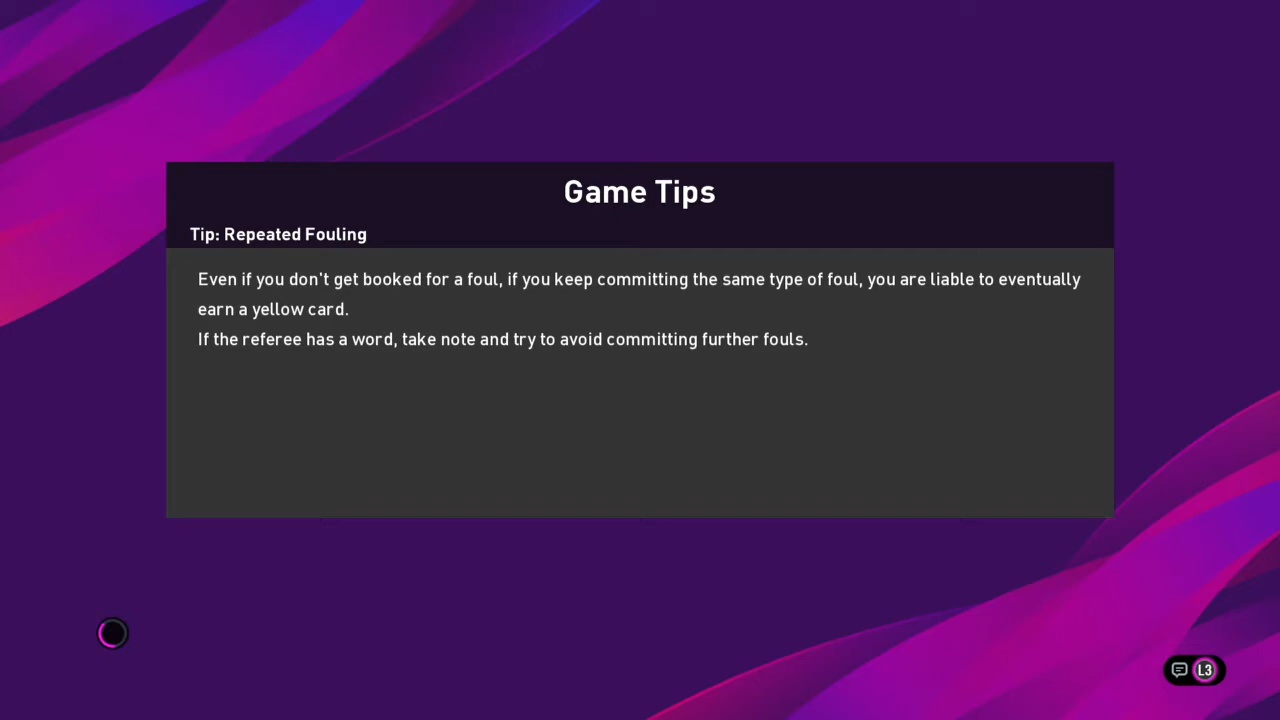 Game Tips
Tip: Repeated Fouling
Even if you don't get booked for a foul, if you keep committing the same type of foul, you are liable to eventually
earn a yellow card.
If the referee has a word, take note and try to avoid committing further fouls.
L3